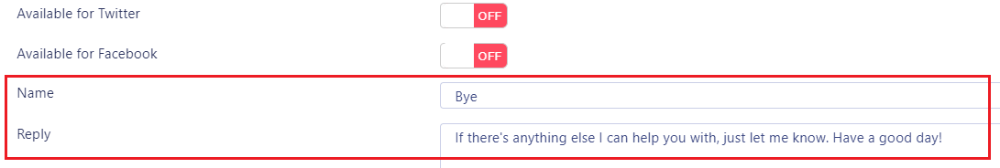 Available for Twitter
OFF
Available for Facebook
OFF
Name
Bye
Reply
If there's anything else I can help you with, just let me know. Have a good day!